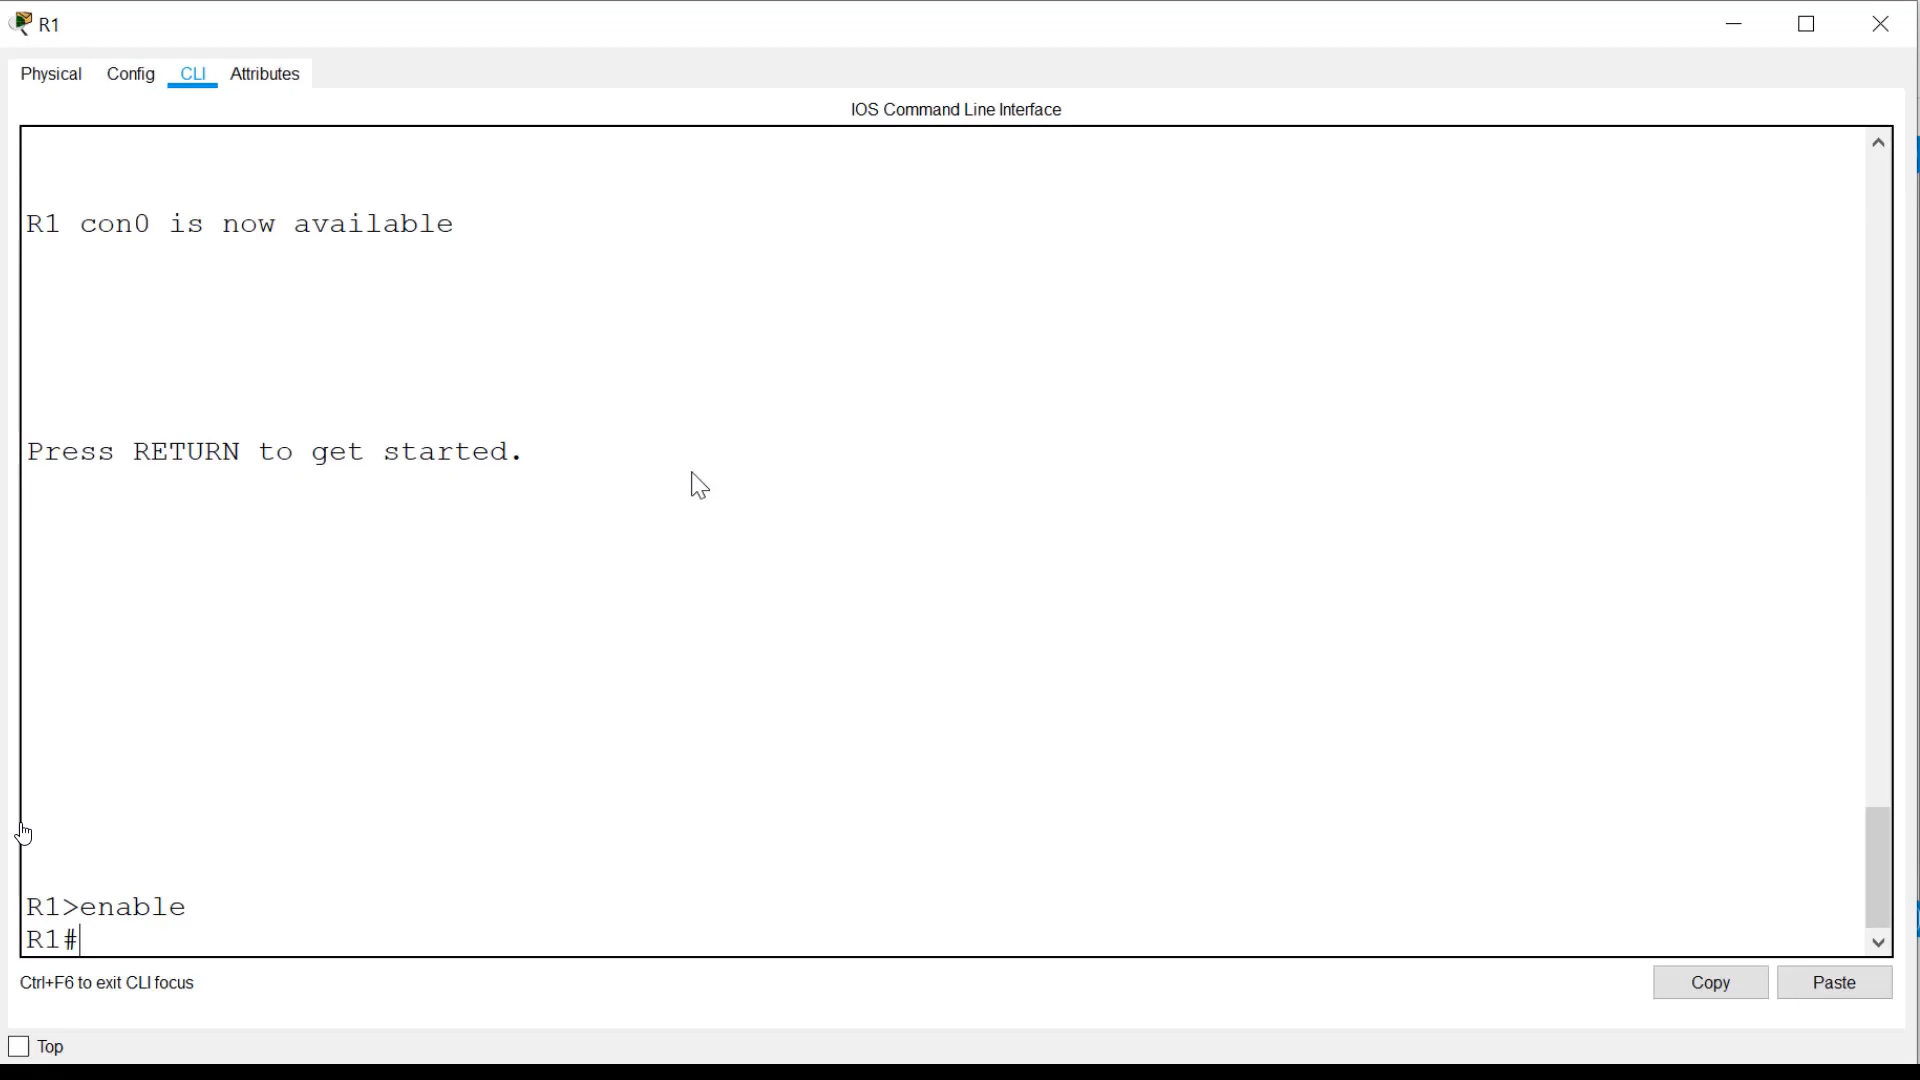 R1
Physical Config CLI Attributes
IOS Command Line Interface
R1 con0 is now available
Press RETURN to get started.
R1>enable
R1#
Ctrl+F6 to exit CLI focus
Copy Paste
Top